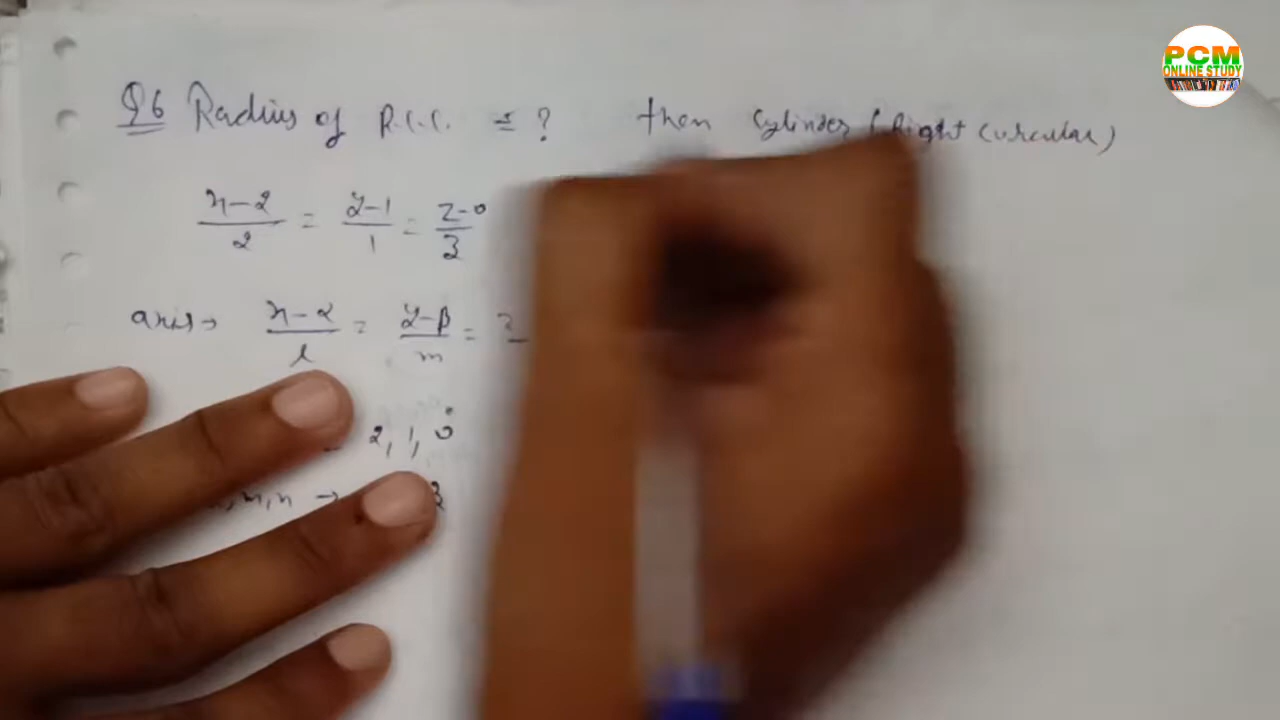 Q6 Radius of R.C.C. = ? then cylinder (Right Circular)
x-2/2 = y-1/1 = z-0/3
axis → x-α/l = y-β/m =
2, 1, 0
m, n → 3
PCM
ONLINE STUDY